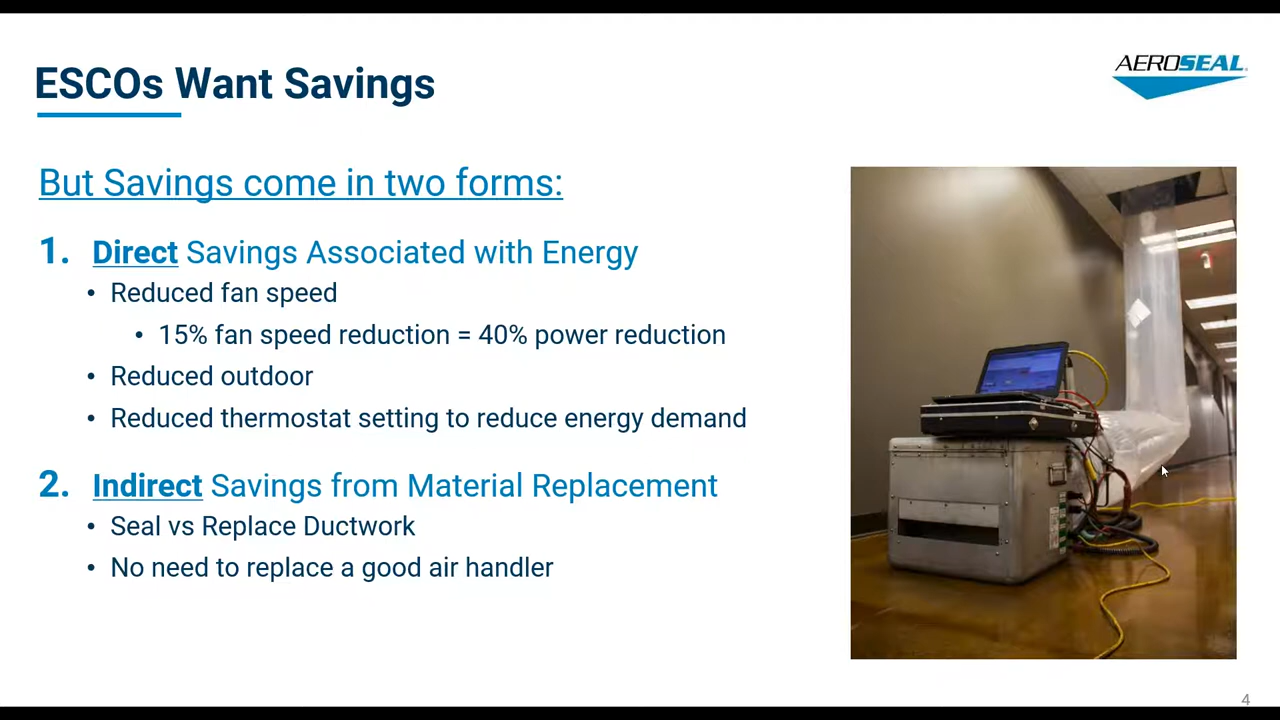 ESCOs Want Savings
AEROSEAL
But Savings come in two forms:
1. Direct Savings Associated with Energy
• Reduced fan speed
• 15% fan speed reduction = 40% power reduction
• Reduced outdoor
• Reduced thermostat setting to reduce energy demand
2. Indirect Savings from Material Replacement
• Seal vs Replace Ductwork
• No need to replace a good air handler
4